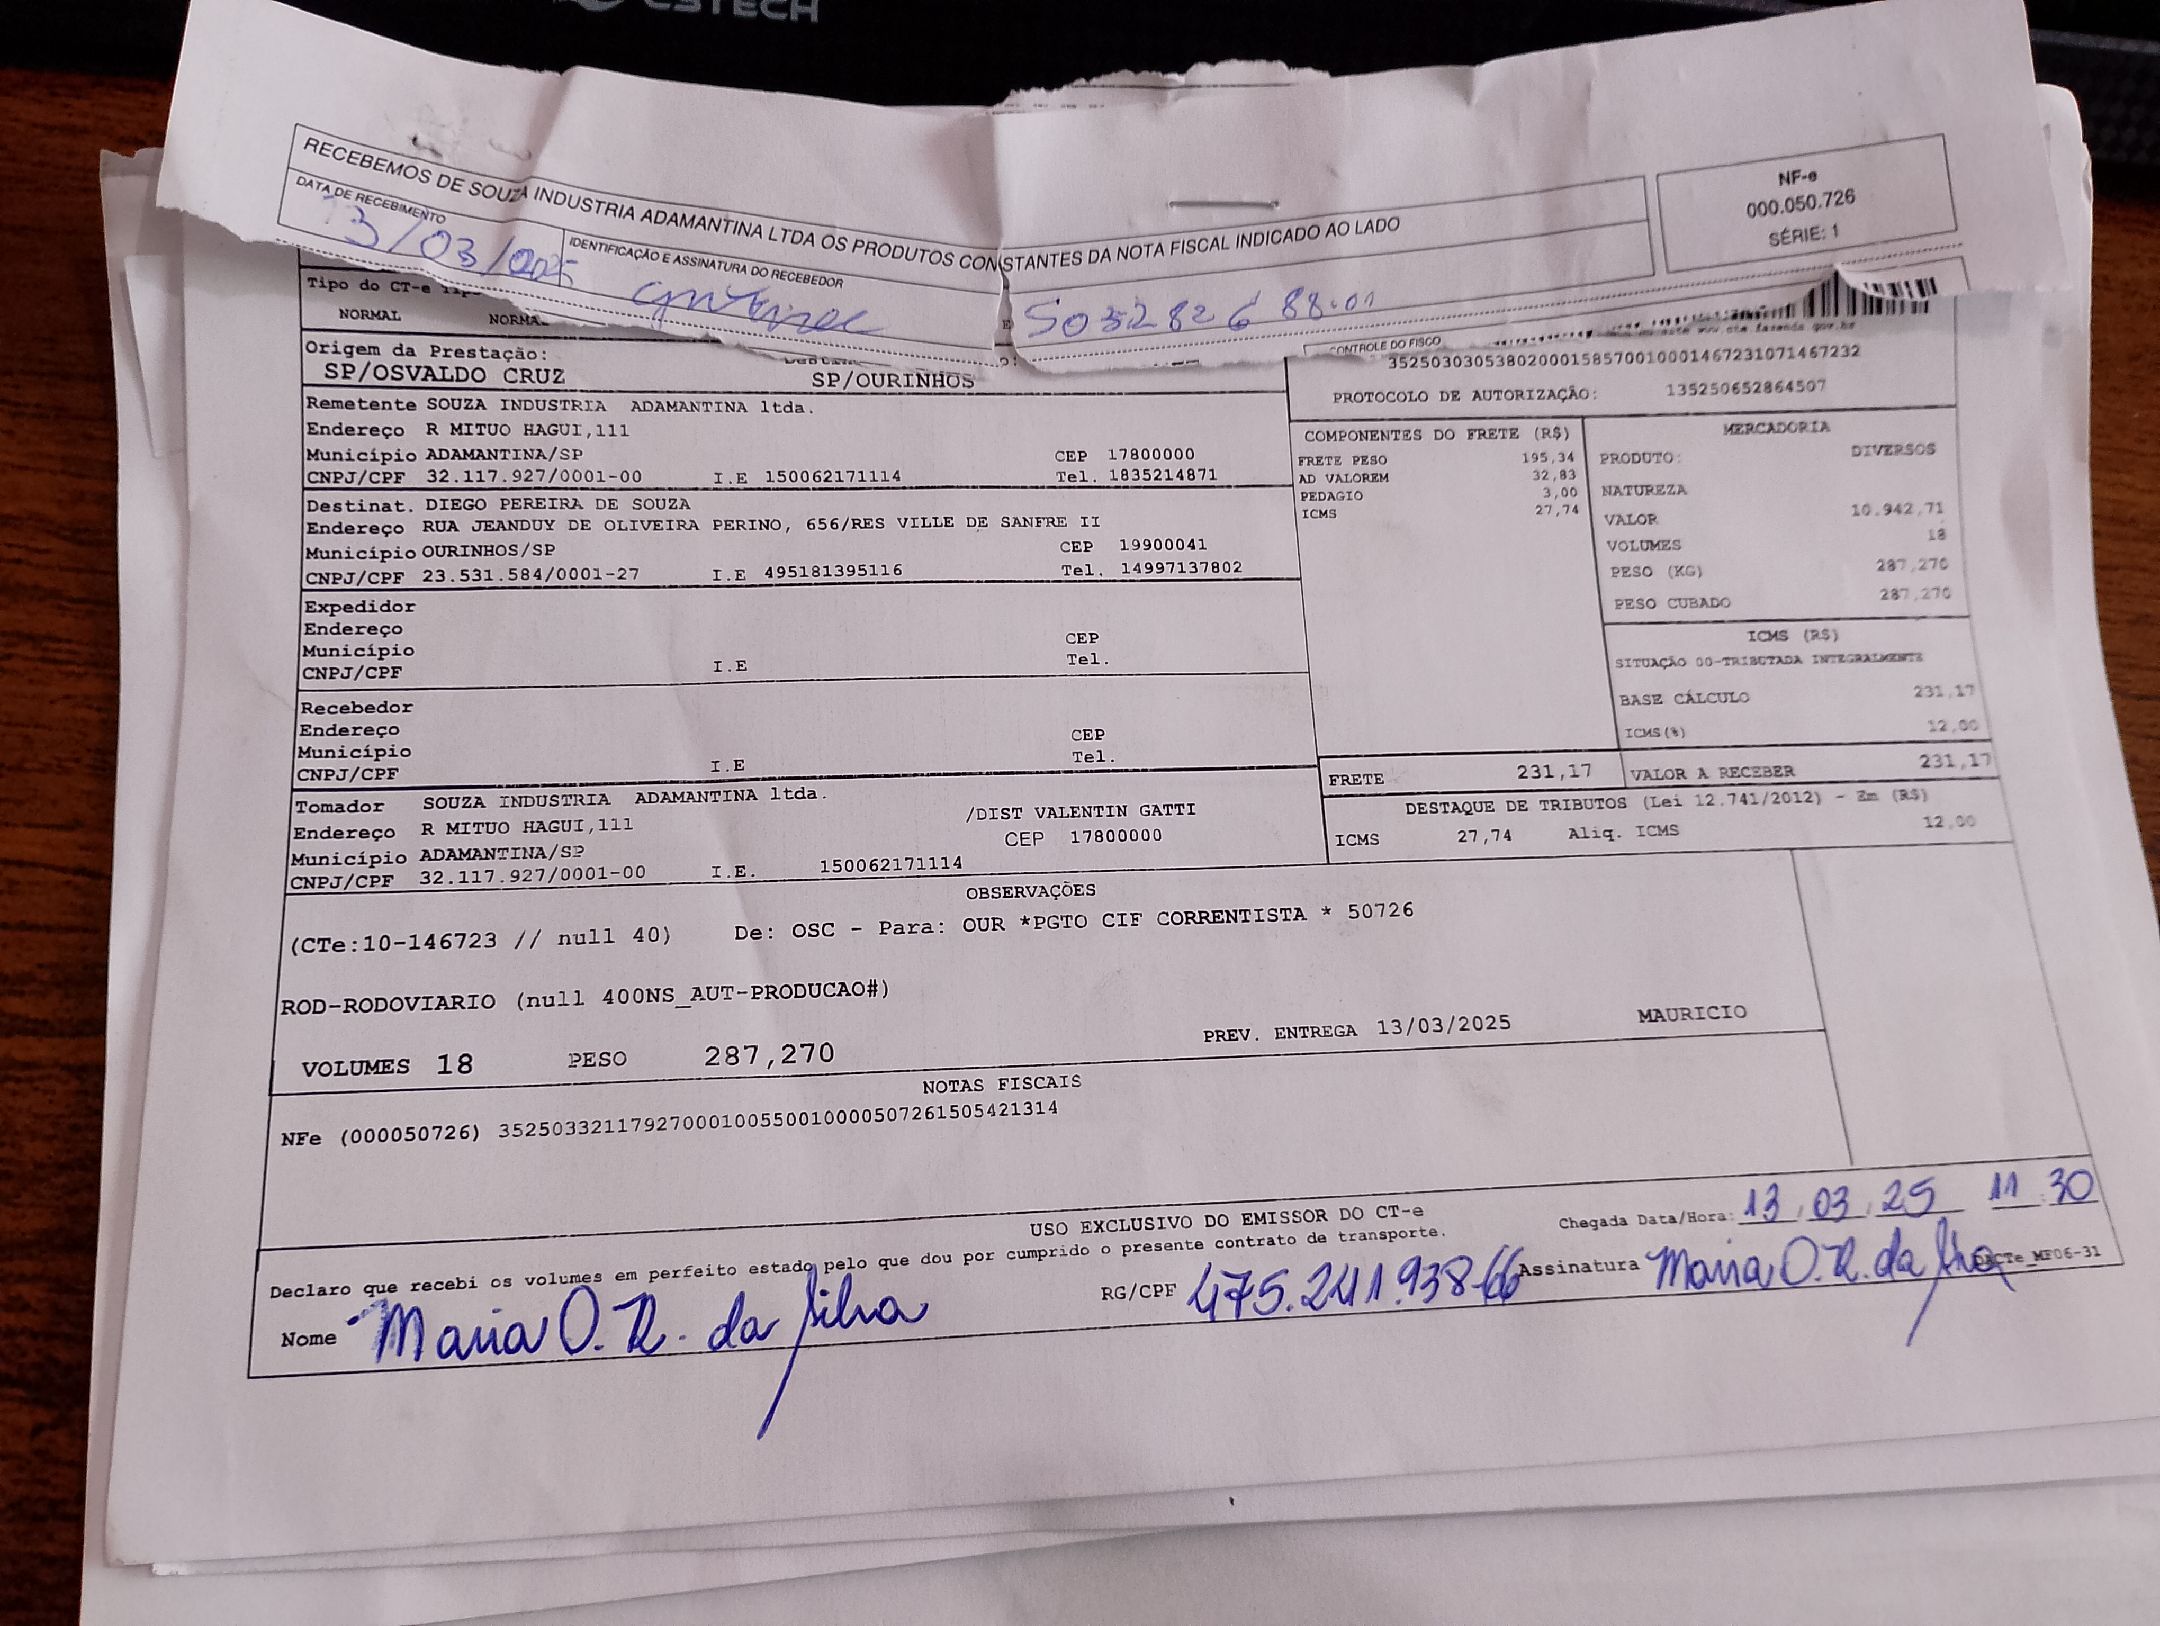 C3TECH
RECEBEMOS DE SOUZA INDUSTRIA ADAMANTINA LTDA OS PRODUTOS CONSTANTES DA NOTA FISCAL INDICADO AO LADO
NF-e
000.050.726
SÉRIE: 1
DATA DE RECEBIMENTO
IDENTIFICAÇÃO E ASSINATURA DO RECEBEDOR
13/03/2025
CONTROLE DO FISCO
Tipo do CT-e
NORMAL
35250303053802000158570010001467231071467232
Origem da Prestação:
SP/OSVALDO CRUZ
SP/OURINHOS
PROTOCOLO DE AUTORIZAÇÃO: 135250652864507
Remetente SOUZA INDUSTRIA ADAMANTINA ltda.
Endereço R MITUO HAGUI,111
Município ADAMANTINA/SP CEP 17800000
CNPJ/CPF 32.117.927/0001-00 I.E 150062171114 Tel. 1835214871
Destinat. DIEGO PEREIRA DE SOUZA
Endereço RUA JEANDUY DE OLIVEIRA PERINO, 656/RES VILLE DE SANFRE II
Município OURINHOS/SP CEP 19900041
CNPJ/CPF 23.531.584/0001-27 I.E 495181395116 Tel. 14997137802
Expedidor
Endereço
Município CEP
CNPJ/CPF I.E Tel.
Recebedor
Endereço
Município CEP
CNPJ/CPF I.E Tel.
Tomador SOUZA INDUSTRIA ADAMANTINA ltda.
Endereço R MITUO HAGUI,111 /DIST VALENTIN GATTI
Município ADAMANTINA/SP CEP 17800000
CNPJ/CPF 32.117.927/0001-00 I.E. 150062171114
COMPONENTES DO FRETE (R$)
FRETE PESO 195,34
AD VALOREM 32,83
PEDAGIO 3,00
ICMS 27,74
MERCADORIA
PRODUTO: DIVERSOS
NATUREZA
VALOR 10.942,71
VOLUMES 18
PESO (KG) 287,270
PESO CUBADO 287,270
ICMS (R$)
SITUAÇÃO 00-TRIBUTADA INTEGRALMENTE
BASE CÁLCULO 231,17
ICMS(%) 12,00
FRETE 231,17
VALOR A RECEBER 231,17
DESTAQUE DE TRIBUTOS (Lei 12.741/2012) - Em (R$)
ICMS 27,74 Aliq. ICMS 12,00
OBSERVAÇÕES
(CTe:10-146723 // null 40) De: OSC - Para: OUR *PGTO CIF CORRENTISTA * 50726
ROD-RODOVIARIO (null 400NS_AUT-PRODUCAO#)
VOLUMES 18 PESO 287,270 PREV. ENTREGA 13/03/2025 MAURICIO
NOTAS FISCAIS
NFe (000050726) 35250332117927000100550010000507261505421314
USO EXCLUSIVO DO EMISSOR DO CT-e
Chegada Data/Hora: 13/03/25 11:30
Declaro que recebi os volumes em perfeito estado pelo que dou por cumprido o presente contrato de transporte.
Nome Maria O. R. da Silva RG/CPF 475.241.938-66 Assinatura Maria O. R. da Silva
DACTe_MF06-31